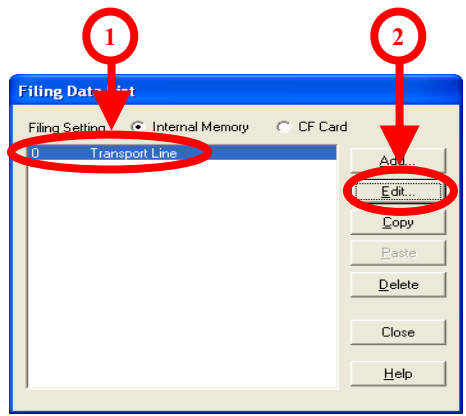 1 2
Filing Data List
Filing Setting Internal Memory CF Card
0 Transport Line
Add...
Edit...
Copy
Paste
Delete
Close
Help